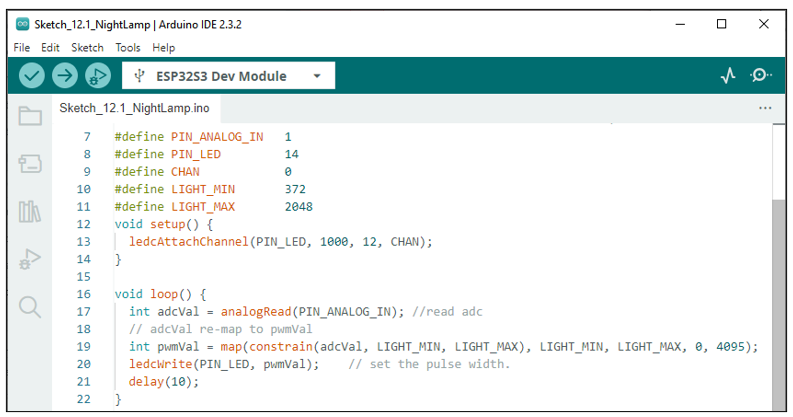 Sketch_12.1_NightLamp | Arduino IDE 2.3.2
File Edit Sketch Tools Help
ESP32S3 Dev Module
Sketch_12.1_NightLamp.ino
7 #define PIN_ANALOG_IN 1
8 #define PIN_LED 14
9 #define CHAN 0
10 #define LIGHT_MIN 372
11 #define LIGHT_MAX 2048
12 void setup() {
13 ledcAttachChannel(PIN_LED, 1000, 12, CHAN);
14 }
15
16 void loop() {
17 int adcVal = analogRead(PIN_ANALOG_IN); //read adc
18 // adcVal re-map to pwmVal
19 int pwmVal = map(constrain(adcVal, LIGHT_MIN, LIGHT_MAX), LIGHT_MIN, LIGHT_MAX, 0, 4095);
20 ledcWrite(PIN_LED, pwmVal); // set the pulse width.
21 delay(10);
22 }